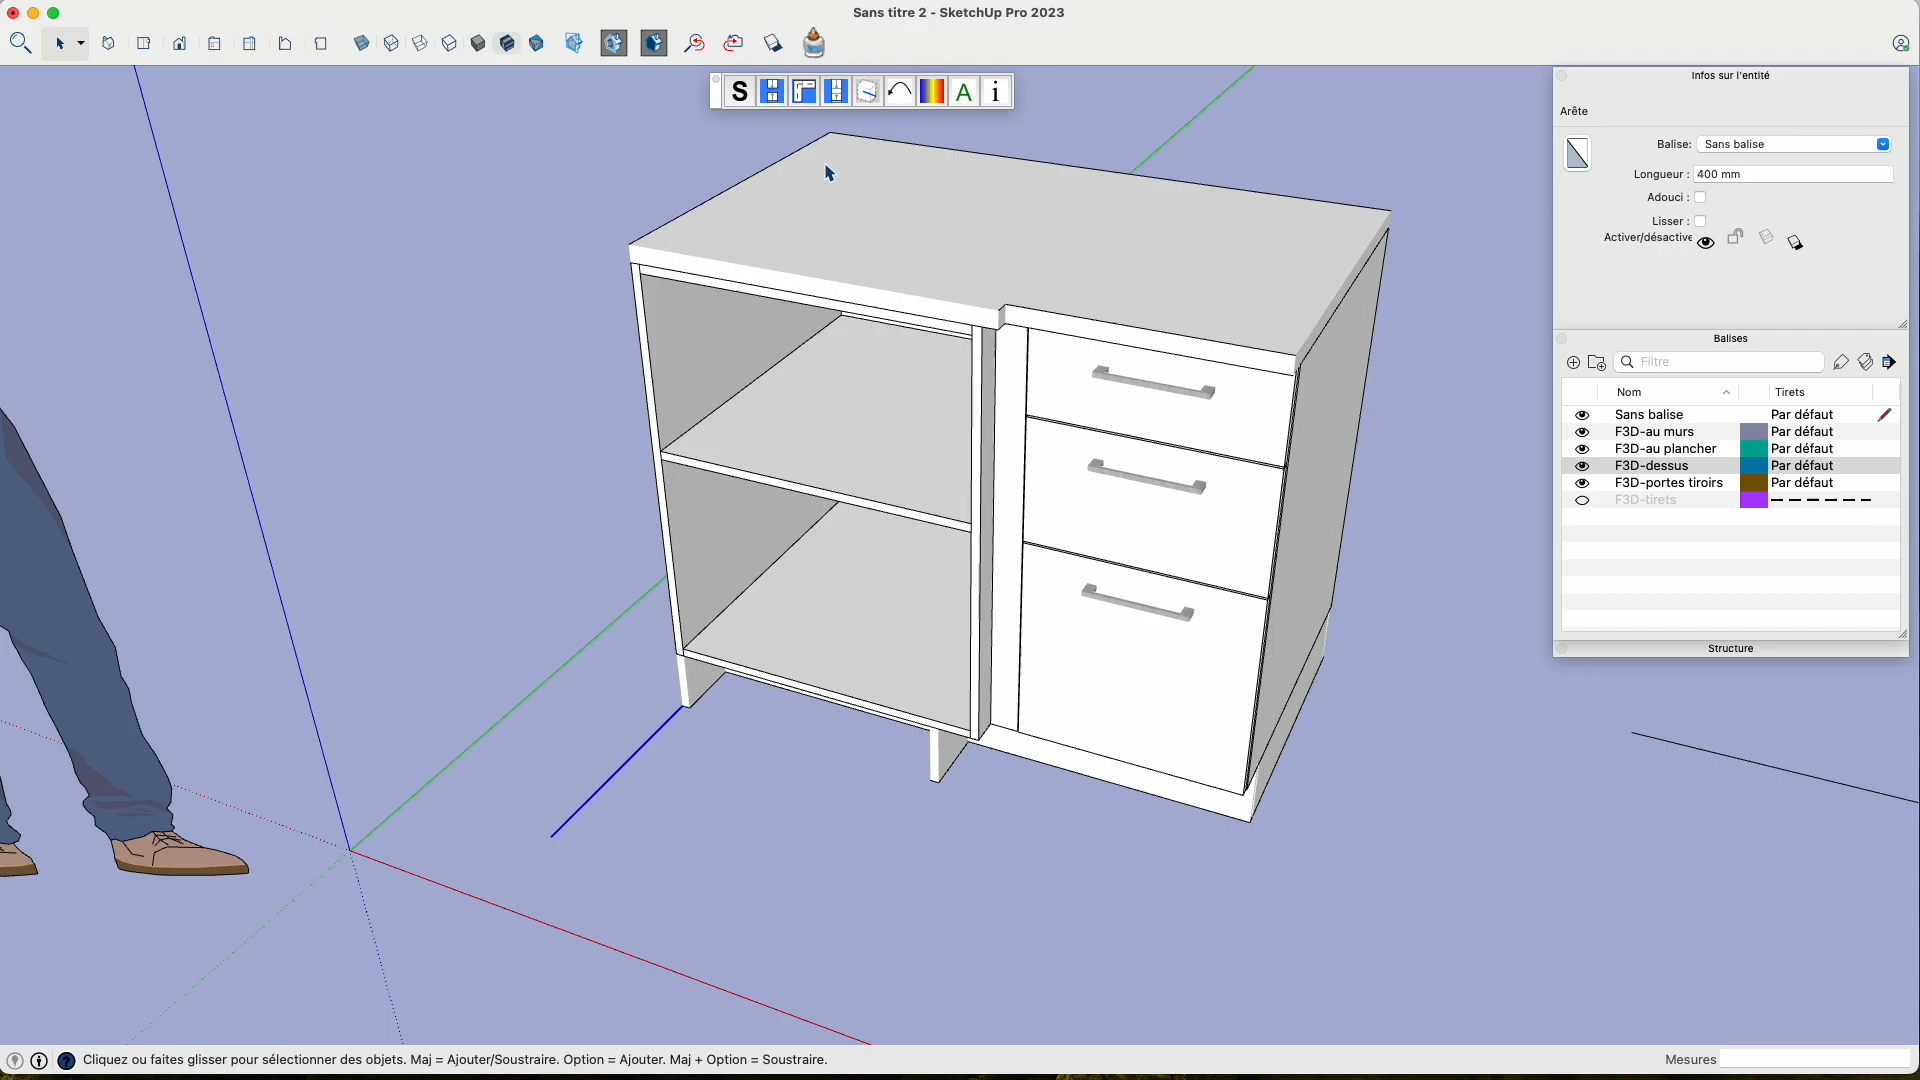 Sans titre 2 - SketchUp Pro 2023
S A i
Infos sur l'entité
Arête
Balise: Sans balise
Longueur : 400 mm
Adouci :
Lisser :
Activer/désactive
Balises
Filtre
Nom Tirets
Sans balise Par défaut
F3D-au murs Par défaut
F3D-au plancher Par défaut
F3D-dessus Par défaut
F3D-portes tiroirs Par défaut
F3D-tirets
Structure
Cliquez ou faites glisser pour sélectionner des objets. Maj = Ajouter/Soustraire. Option = Ajouter. Maj + Option = Soustraire.
Mesures